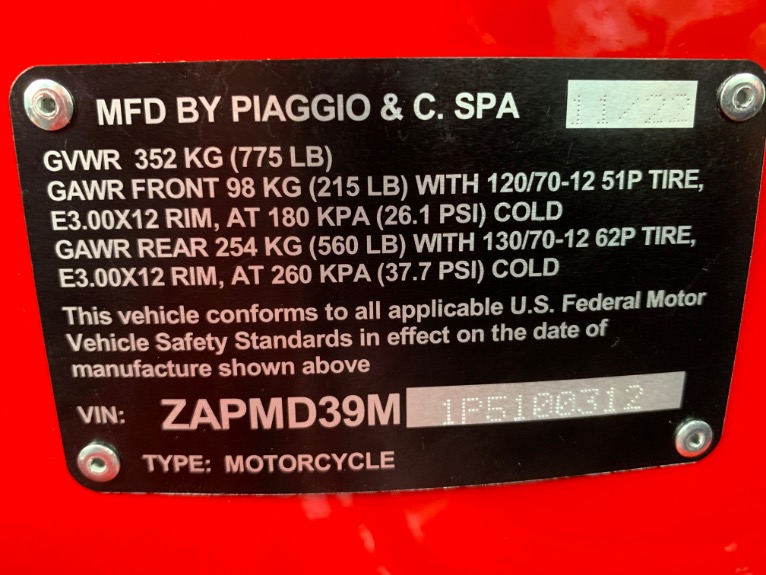 MFD BY PIAGGIO & C. SPA 11/22
GVWR 352 KG (775 LB)
GAWR FRONT 98 KG (215 LB) WITH 120/70-12 51P TIRE,
E3.00X12 RIM, AT 180 KPA (26.1 PSI) COLD
GAWR REAR 254 KG (560 LB) WITH 130/70-12 62P TIRE,
E3.00X12 RIM, AT 260 KPA (37.7 PSI) COLD
This vehicle conforms to all applicable U.S. Federal Motor
Vehicle Safety Standards in effect on the date of
manufacture shown above
VIN: ZAPMD39M 1P5100312
TYPE: MOTORCYCLE